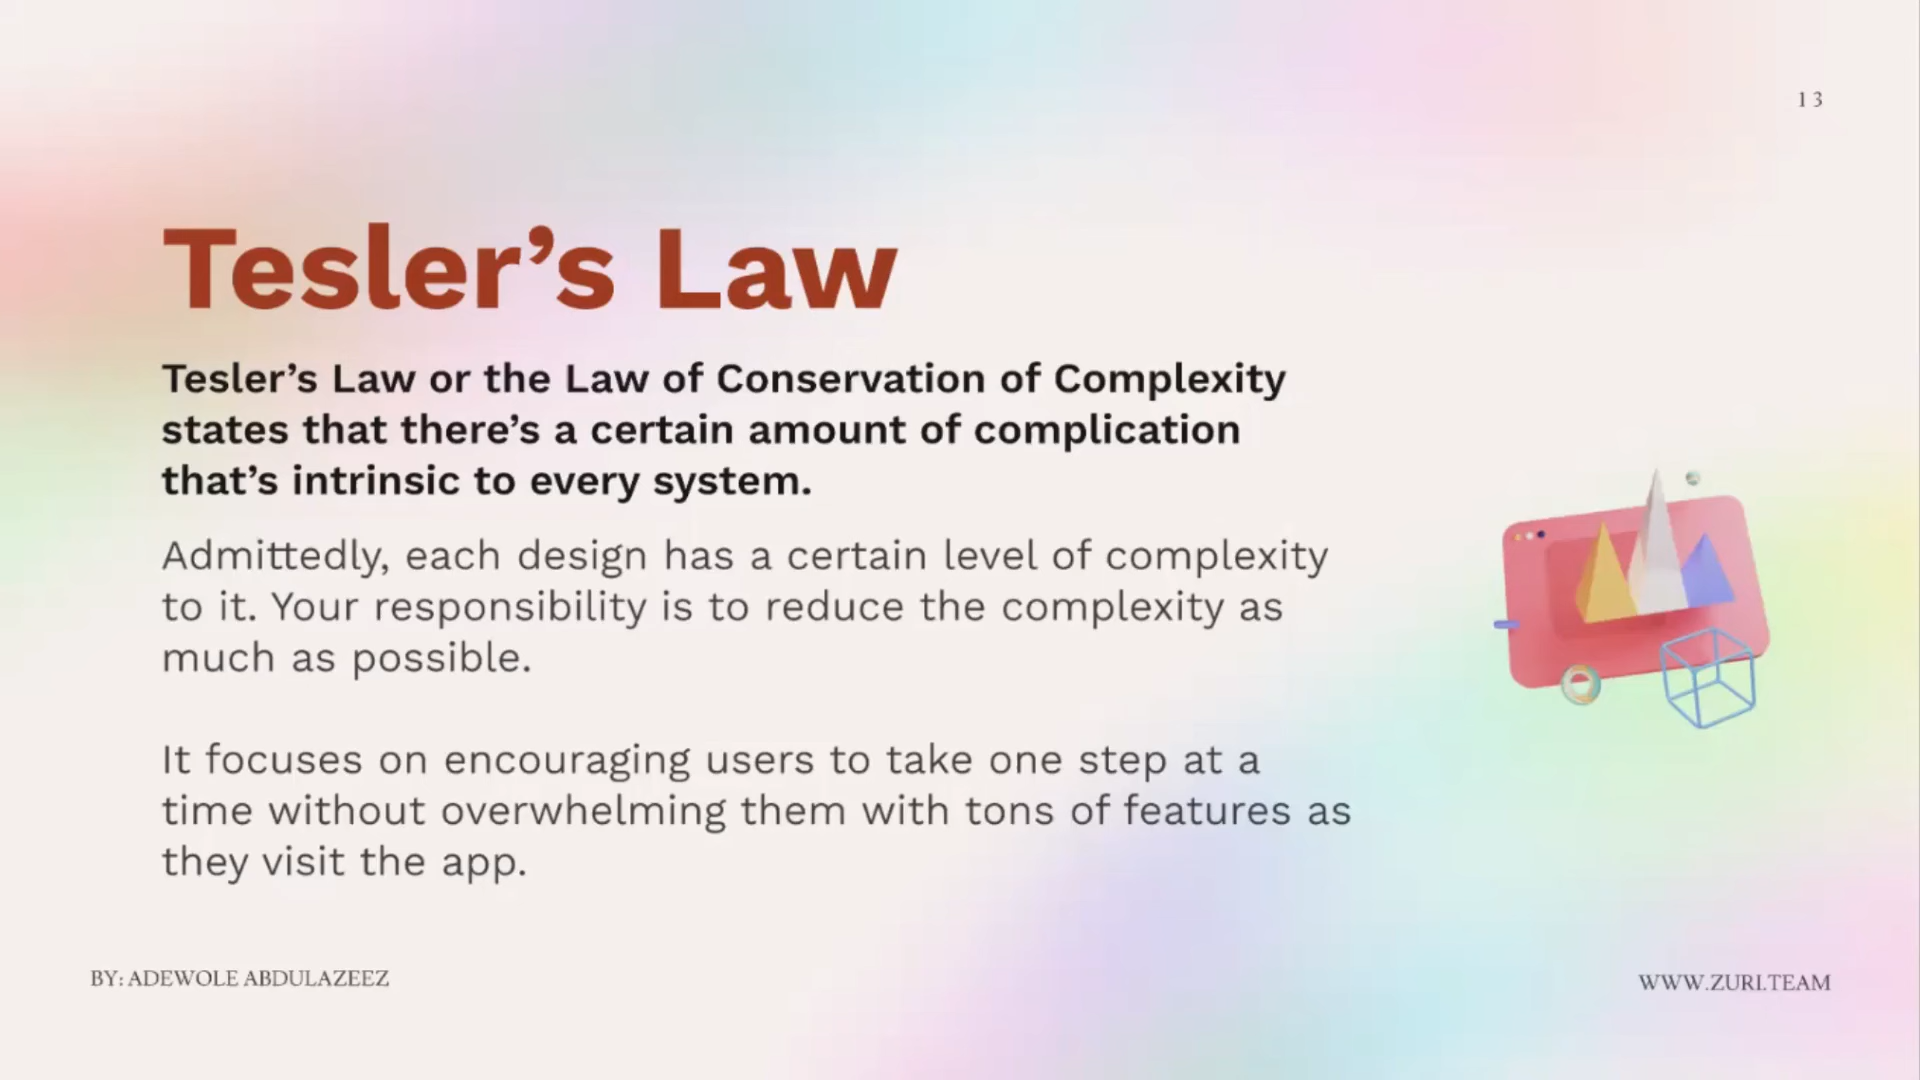 13
Tesler’s Law
Tesler’s Law or the Law of Conservation of Complexity
states that there’s a certain amount of complication
that’s intrinsic to every system.
Admittedly, each design has a certain level of complexity
to it. Your responsibility is to reduce the complexity as
much as possible.
It focuses on encouraging users to take one step at a
time without overwhelming them with tons of features as
they visit the app.
BY: ADEWOLE ABDULAZEEZ
WWW.ZURI.TEAM